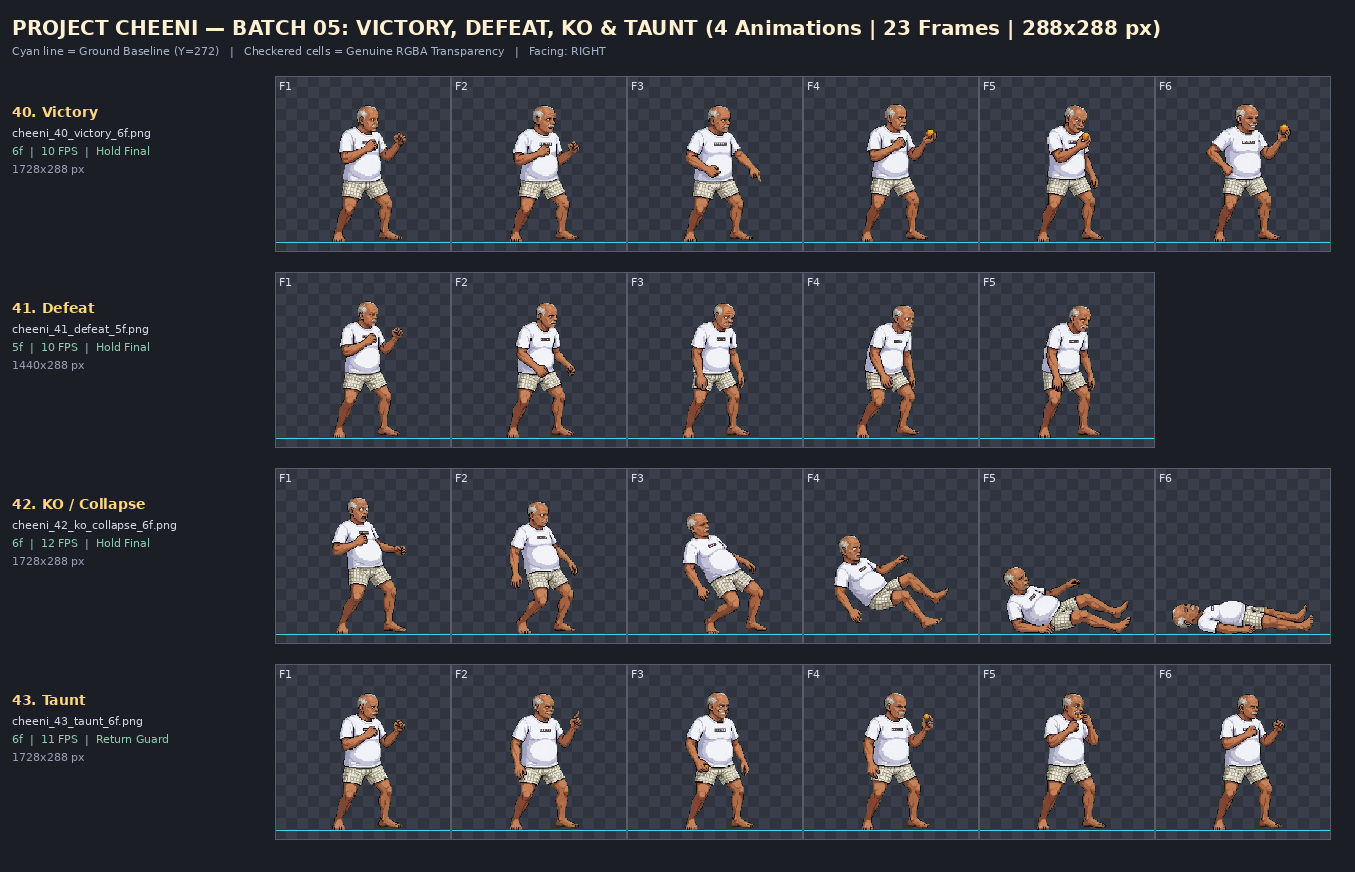 PROJECT CHEENI — BATCH 05: VICTORY, DEFEAT, KO & TAUNT (4 Animations | 23 Frames | 288x288 px)
Cyan line = Ground Baseline (Y=272) | Checkered cells = Genuine RGBA Transparency | Facing: RIGHT
F1 F2 F3 F4 F5 F6
40. Victory
cheeni_40_victory_6f.png
6f | 10 FPS | Hold Final
1728x288 px
F1 F2 F3 F4 F5
41. Defeat
cheeni_41_defeat_5f.png
5f | 10 FPS | Hold Final
1440x288 px
F1 F2 F3 F4 F5 F6
42. KO / Collapse
cheeni_42_ko_collapse_6f.png
6f | 12 FPS | Hold Final
1728x288 px
F1 F2 F3 F4 F5 F6
43. Taunt
cheeni_43_taunt_6f.png
6f | 11 FPS | Return Guard
1728x288 px